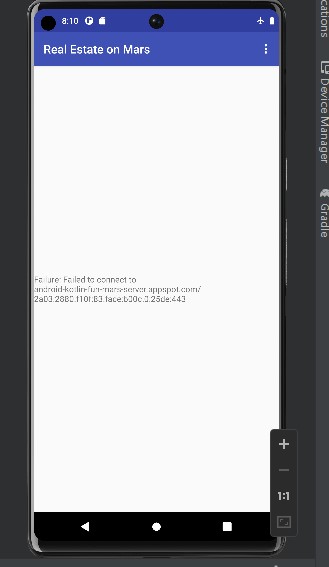 8:10
Real Estate on Mars
Failure: Failed to connect to
android-kotlin-fun-mars-server.appspot.com/
2a03:2880:f10f:83:face:b00c:0:25de:443
1:1
Device Manager
Gradle